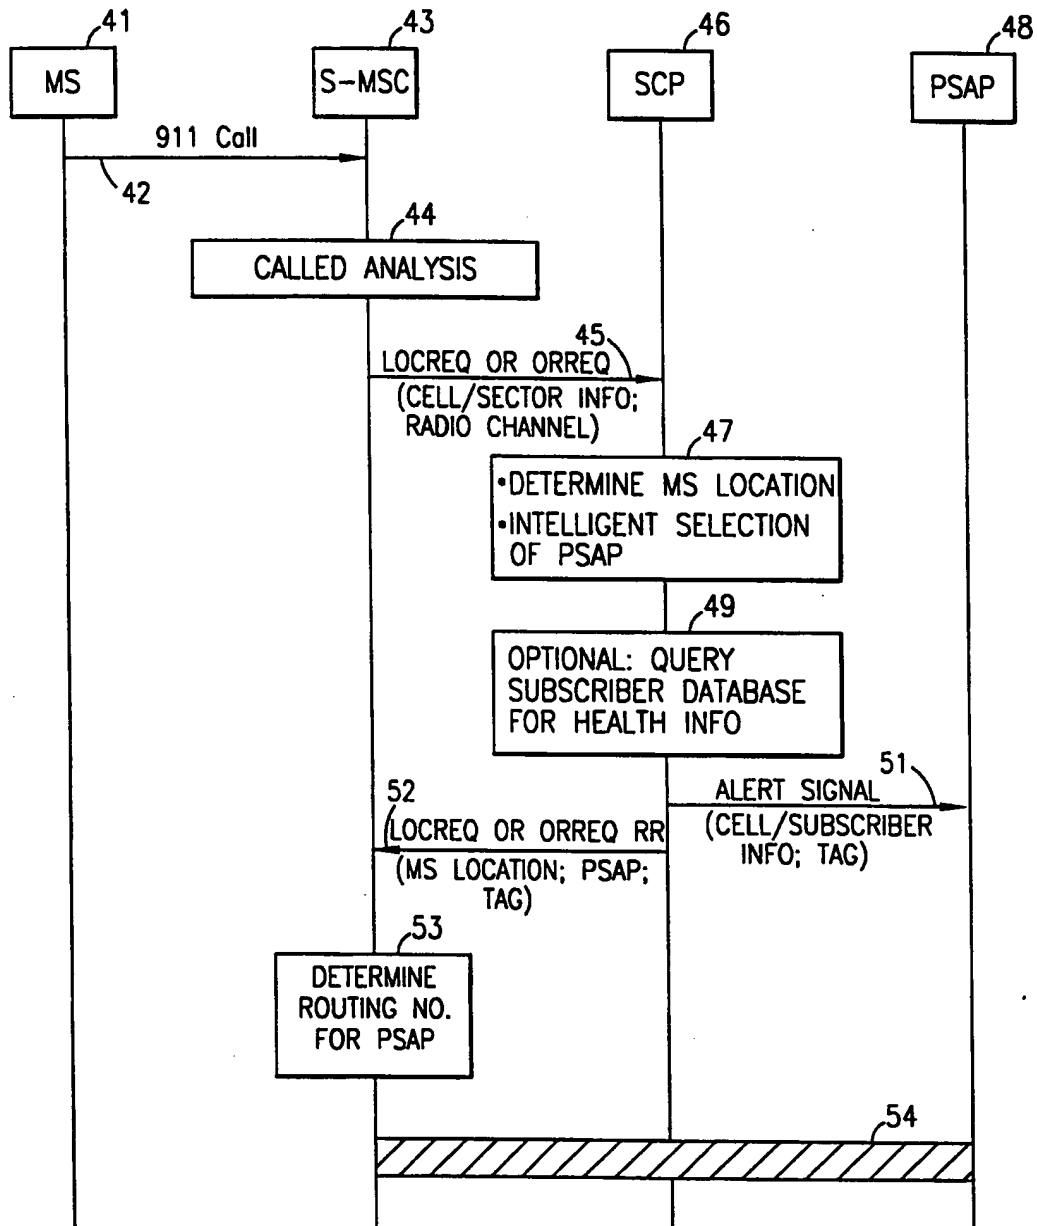 41
43
46
48
MS
S-MSC
SCP
PSAP
911 Call
42
44
CALLED ANALYSIS
45
LOCREQ OR ORREQ
(CELL/SECTOR INFO;
RADIO CHANNEL)
47
•DETERMINE MS LOCATION
•INTELLIGENT SELECTION
OF PSAP
49
OPTIONAL: QUERY
SUBSCRIBER DATABASE
FOR HEALTH INFO
51
ALERT SIGNAL
(CELL/SUBSCRIBER
INFO; TAG)
52
LOCREQ OR ORREQ RR
(MS LOCATION; PSAP;
TAG)
53
DETERMINE
ROUTING NO.
FOR PSAP
54